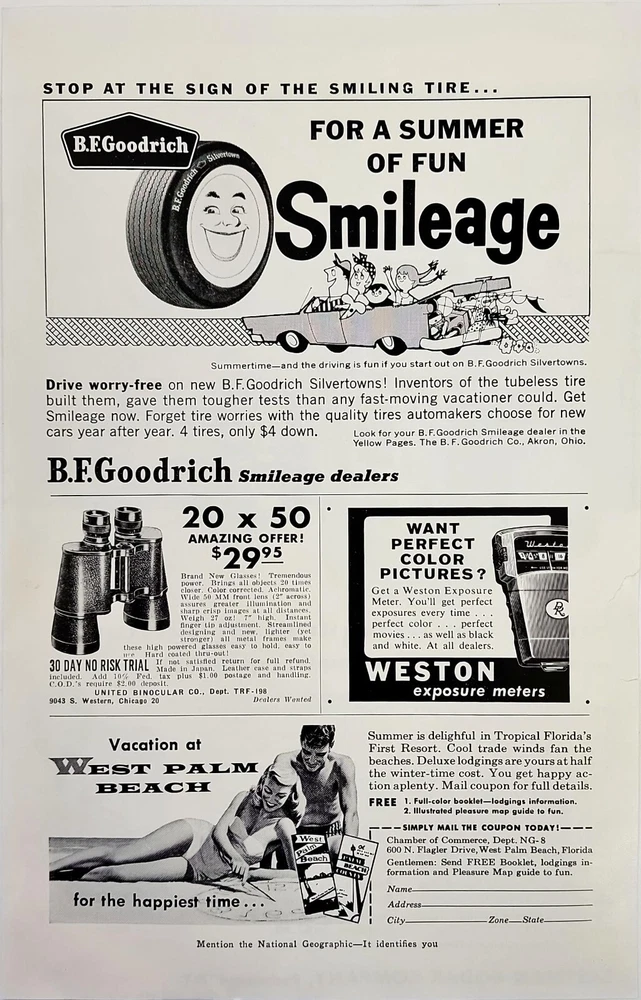 STOP AT THE SIGN OF THE SMILING TIRE...
B.F.Goodrich
B.F.Goodrich Silvertown
FOR A SUMMER
OF FUN
Smileage
Summertime—and the driving is fun if you start out on B.F.Goodrich Silvertowns.
Drive worry-free on new B.F.Goodrich Silvertowns! Inventors of the tubeless tire
built them, gave them tougher tests than any fast-moving vacationer could. Get
Smileage now. Forget tire worries with the quality tires automakers choose for new
cars year after year. 4 tires, only $4 down.
Look for your B.F.Goodrich Smileage dealer in the
Yellow Pages. The B.F.Goodrich Co., Akron, Ohio.
B.F.Goodrich Smileage dealers
20 x 50
AMAZING OFFER!
$29.95
Brand New Glasses! Tremendous
power. Brings all objects 20 times
closer. Color corrected. Achromatic.
Wide 50 MM front lens (2" across)
assures greater illumination and
sharp crisp images at all distances.
Weigh 27 oz! 7" high. Instant
finger tip adjustment. Streamlined
designing and new, lighter (yet
stronger) all metal frames make
these high powered glasses easy to hold, easy to
use. Hard coated thru-out!
30 DAY NO RISK TRIAL If not satisfied return for full refund.
Made in Japan. Leather case and straps
included. Add 10% Fed. tax plus $1.00 postage and handling.
C.O.D.'s require $2.00 deposit.
UNITED BINOCULAR CO., Dept. TRF-198
9043 S. Western, Chicago 20 Dealers Wanted
WANT
PERFECT
COLOR
PICTURES?
Get a Weston Exposure
Meter. You'll get perfect
exposures every time . . .
perfect color . . . perfect
movies . . . as well as black
and white. At all dealers.
WESTON
exposure meters
Vacation at
WEST PALM
BEACH
for the happiest time...
West
Palm
Beach
PALM
BEACH
COUNTY
Summer is delighful in Tropical Florida's
First Resort. Cool trade winds fan the
beaches. Deluxe lodgings are yours at half
the winter-time cost. You get happy ac-
tion aplenty. Mail coupon for full details.
FREE 1. Full-color booklet—lodgings information.
2. Illustrated pleasure map guide to fun.
SIMPLY MAIL THE COUPON TODAY!
Chamber of Commerce, Dept. NG-8
600 N. Flagler Drive, West Palm Beach, Florida
Gentlemen: Send FREE Booklet, lodgings in-
formation and Pleasure Map guide to fun.
Name
Address
City Zone State
Mention the National Geographic—It identifies you